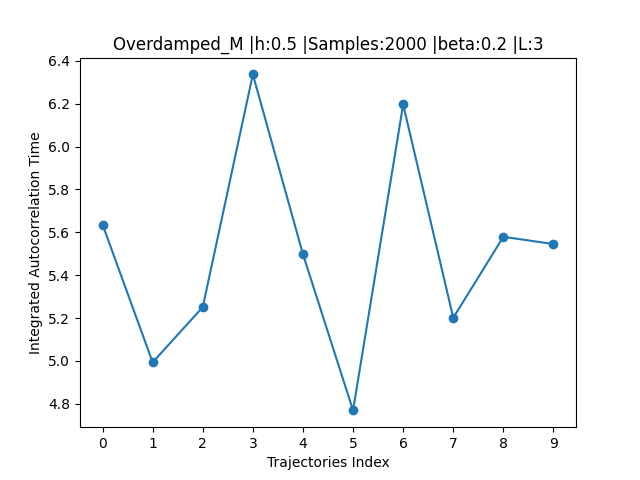 Overdamped_M |h:0.5 |Samples:2000 |beta:0.2 |L:3
Integrated Autocorrelation Time
6.4
6.2
6.0
5.8
5.6
5.4
5.2
5.0
4.8
0 1 2 3 4 5 6 7 8 9
Trajectories Index